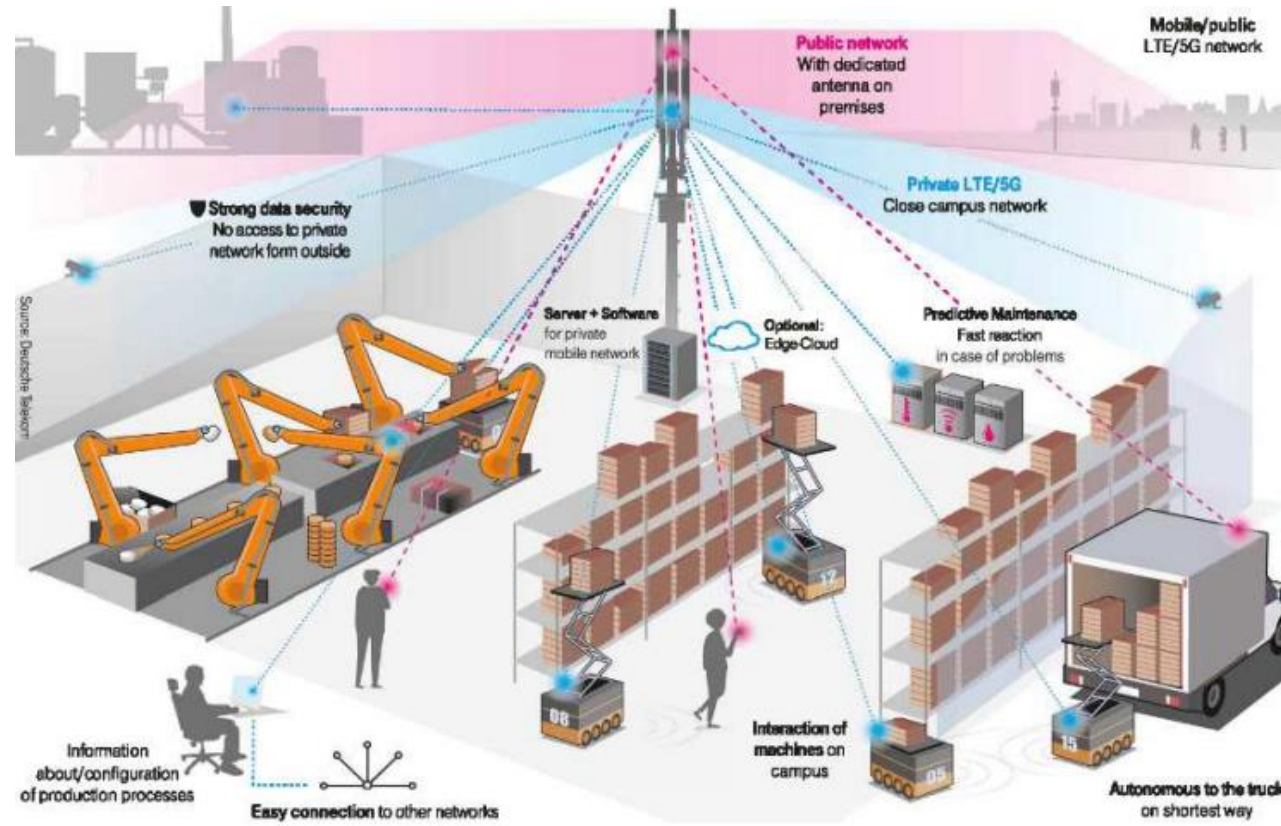 Mobile/public
LTE/5G network
Public network
With dedicated
antenna on
premises
Private LTE/5G
Close campus network
Strong data security
No access to private
network form outside
Source: Deutsche Telekom
Server + Software
for private
mobile network
Optional:
Edge-Cloud
Predictive Maintenance
Fast reaction
in case of problems
12
08
05
14
Interaction of
machines on
campus
Information
about/configuration
of production processes
Easy connection to other networks
Autonomous to the truck
on shortest way